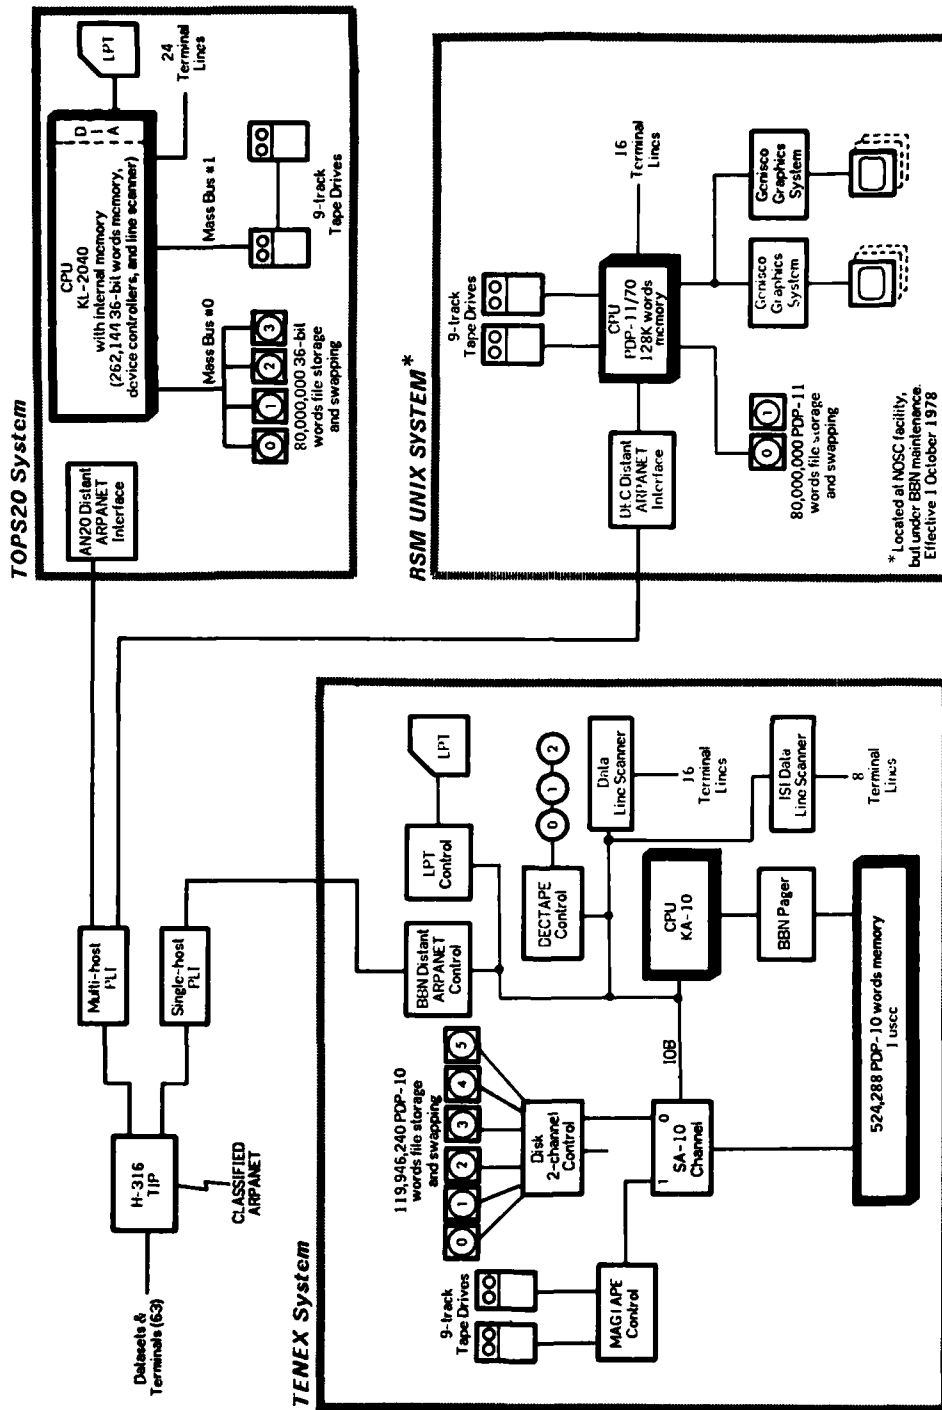 Datasets &
Terminals (63)
H-316
TIP
CLASSIFIED
ARPANET
Multi-host
PLI
Single-host
PLI
TOPS20 System
AN20 Distant
ARPANET
Interface
CPU
KL-2040
with internal memory
(262,144 36-bit words memory,
device controllers, and line scanner)
D
I
A
LPT
24
Terminal
Lines
Mass Bus #0
Mass Bus #1
0
1
2
3
80,000,000 36-bit
words file storage
and swapping
9-track
Tape Drives
RSM UNIX SYSTEM*
DEC Distant
ARPANET
Interface
9-track
Tape Drives
CPU
PDP-11/70
128K words
memory
16
Terminal
Lines
0
1
80,000,000 PDP-11
words file storage
and swapping
Genisco
Graphics
System
Genisco
Graphics
System
* Located at NOSC facility,
but under BBN maintenance.
Effective 1 October 1978
TENEX System
9-track
Tape Drives
MAGTAPE
Control
119,946,240 PDP-10
words file storage
and swapping
0
1
2
3
4
5
Disk
2-channel
Control
1
0
SA-10
Channel
IOB
BBN Distant
ARPANET
Control
LPT
Control
LPT
DECTAPE
Control
0
1
2
Data
Line Scanner
16
Terminal
Lines
ISI Data
Line Scanner
8
Terminal
Lines
CPU
KA-10
BBN Pager
524,288 PDP-10 words memory
1 usec